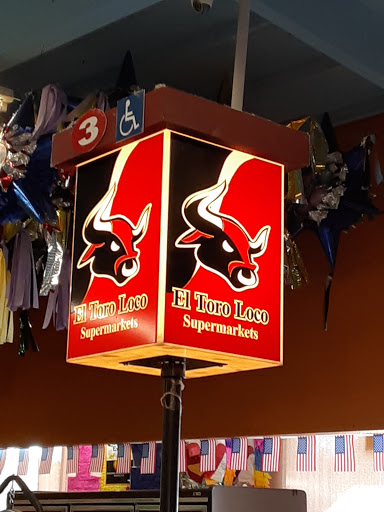 3
El Toro Loco
Supermarkets
El Toro Loco
Supermarkets